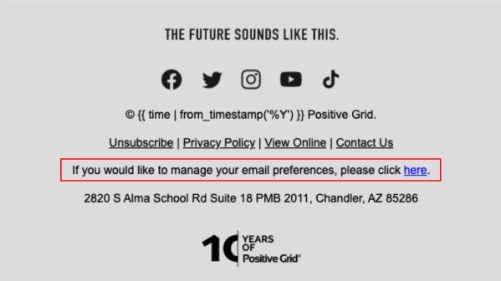 THE FUTURE SOUNDS LIKE THIS.
© {{ time | from_timestamp('%Y') }} Positive Grid.
Unsubscribe | Privacy Policy | View Online | Contact Us
If you would like to manage your email preferences, please click here.
2820 S Alma School Rd Suite 18 PMB 2011, Chandler, AZ 85286
10 YEARS
OF
Positive Grid®